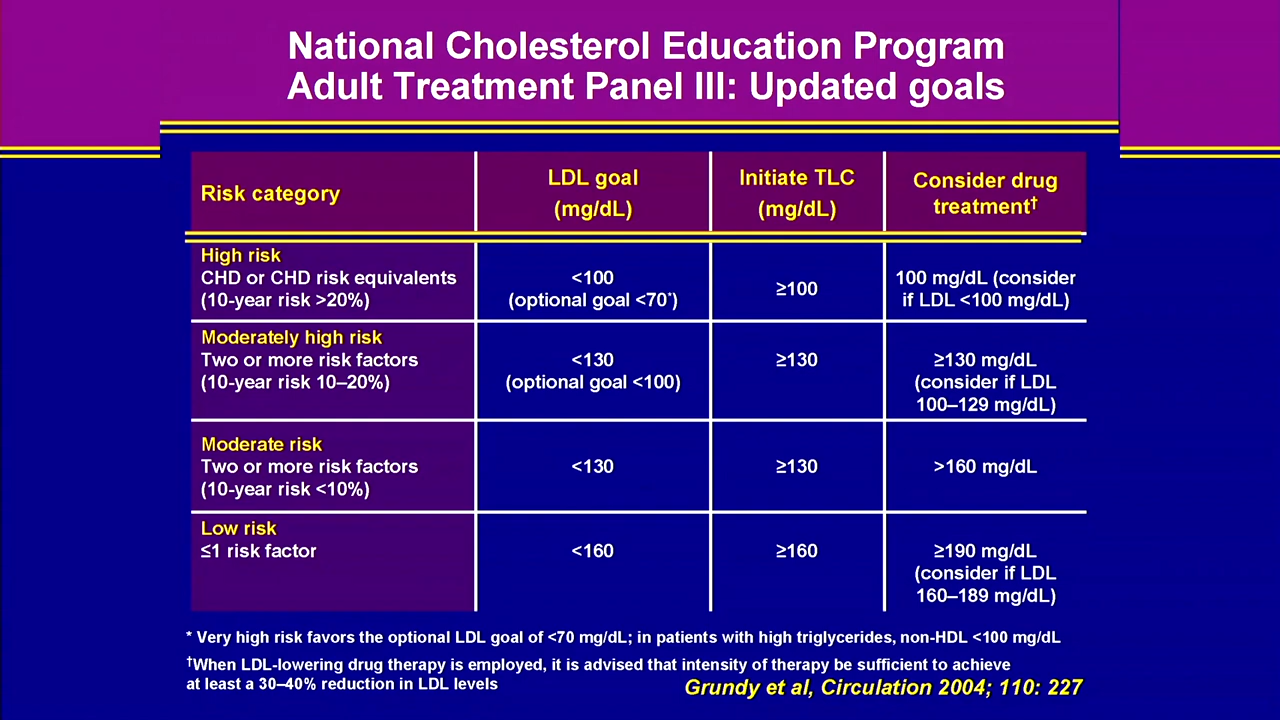 National Cholesterol Education Program
Adult Treatment Panel III: Updated goals
Risk category
LDL goal
(mg/dL)
Initiate TLC
(mg/dL)
Consider drug
treatment†
High risk
CHD or CHD risk equivalents
(10-year risk >20%)
<100
(optional goal <70*)
≥100
100 mg/dL (consider
if LDL <100 mg/dL)
Moderately high risk
Two or more risk factors
(10-year risk 10–20%)
<130
(optional goal <100)
≥130
≥130 mg/dL
(consider if LDL
100–129 mg/dL)
Moderate risk
Two or more risk factors
(10-year risk <10%)
<130
≥130
>160 mg/dL
Low risk
≤1 risk factor
<160
≥160
≥190 mg/dL
(consider if LDL
160–189 mg/dL)
* Very high risk favors the optional LDL goal of <70 mg/dL; in patients with high triglycerides, non-HDL <100 mg/dL
†When LDL-lowering drug therapy is employed, it is advised that intensity of therapy be sufficient to achieve
at least a 30–40% reduction in LDL levels
Grundy et al, Circulation 2004; 110: 227